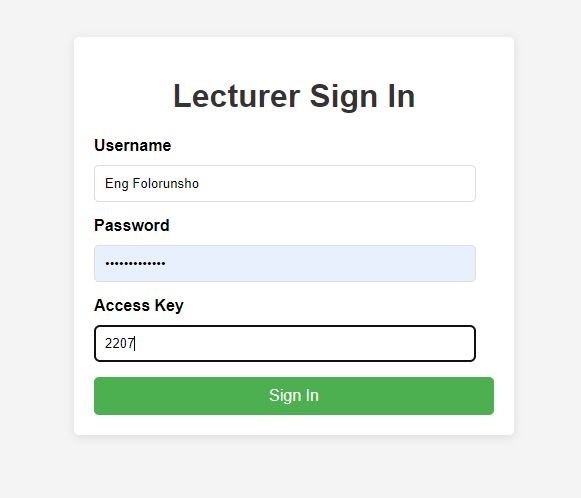 Lecturer Sign In
Username
Eng Folorunsho
Password
•••••••••••••
Access Key
2207
Sign In